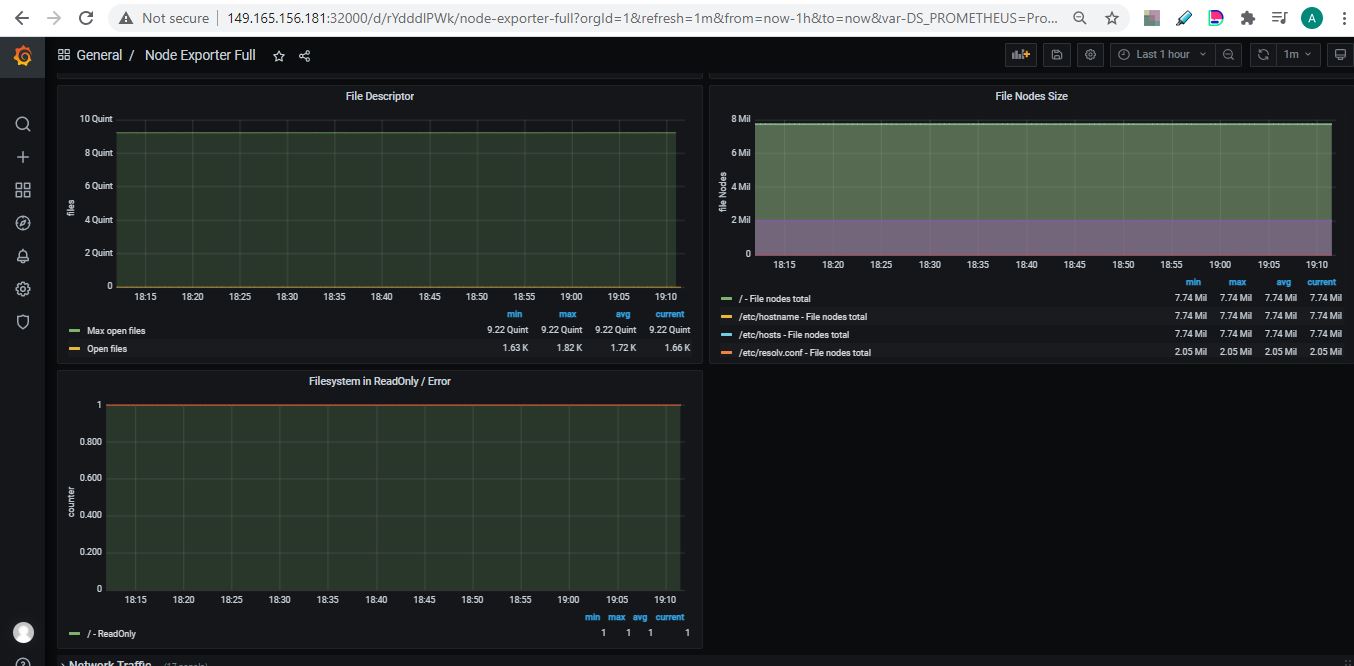 Not secure | 149.165.156.181:32000/d/rYdddlPWk/node-exporter-full?orgId=1&refresh=1m&from=now-1h&to=now&var-DS_PROMETHEUS=Pro... A
General / Node Exporter Full Last 1 hour 1m
File Descriptor
10 Quint
8 Quint
6 Quint
4 Quint
2 Quint
0
files
18:15 18:20 18:25 18:30 18:35 18:40 18:45 18:50 18:55 19:00 19:05 19:10
min max avg current
Max open files 9.22 Quint 9.22 Quint 9.22 Quint 9.22 Quint
Open files 1.63 K 1.82 K 1.72 K 1.66 K
File Nodes Size
8 Mil
6 Mil
4 Mil
2 Mil
0
file Nodes
18:15 18:20 18:25 18:30 18:35 18:40 18:45 18:50 18:55 19:00 19:05 19:10
min max avg current
/ - File nodes total 7.74 Mil 7.74 Mil 7.74 Mil 7.74 Mil
/etc/hostname - File nodes total 7.74 Mil 7.74 Mil 7.74 Mil 7.74 Mil
/etc/hosts - File nodes total 7.74 Mil 7.74 Mil 7.74 Mil 7.74 Mil
/etc/resolv.conf - File nodes total 2.05 Mil 2.05 Mil 2.05 Mil 2.05 Mil
Filesystem in ReadOnly / Error
1
0.800
0.600
0.400
0.200
0
counter
18:15 18:20 18:25 18:30 18:35 18:40 18:45 18:50 18:55 19:00 19:05 19:10
min max avg current
/ - ReadOnly 1 1 1 1
Network Traffic